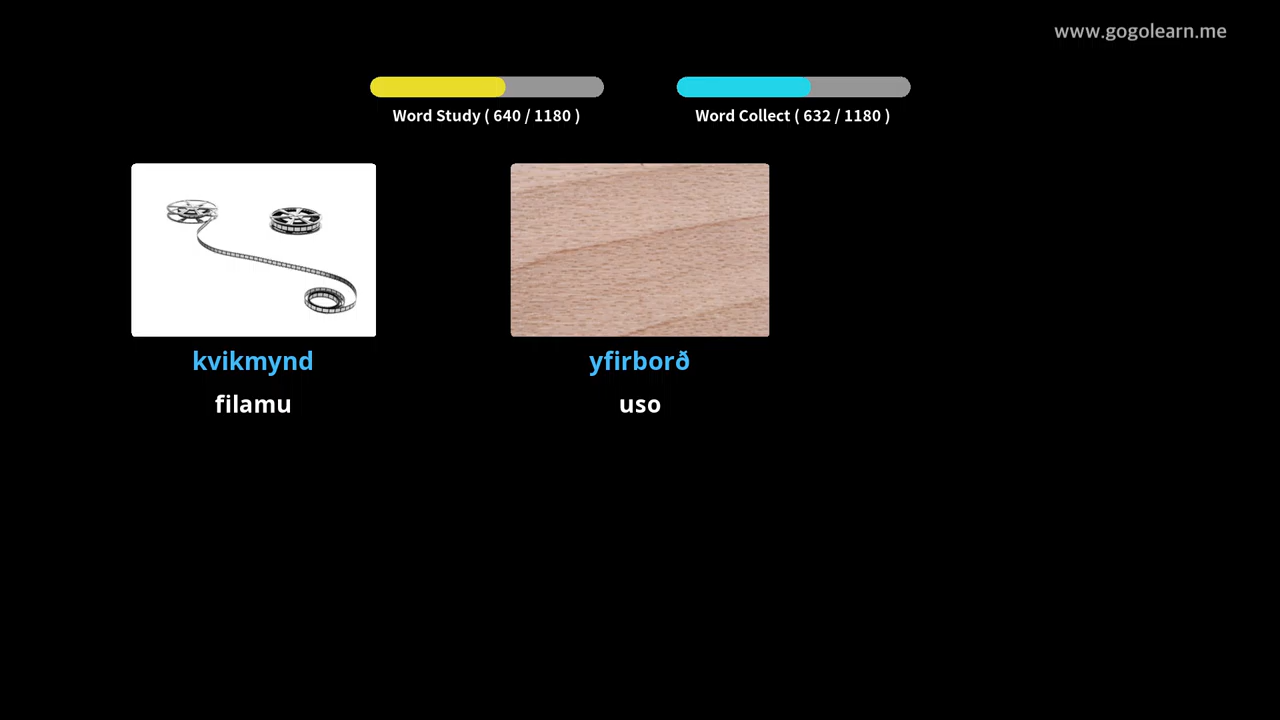 www.gogolearn.me
Word Study ( 640 / 1180 )
Word Collect ( 632 / 1180 )
kvikmynd
filamu
yfirborð
uso